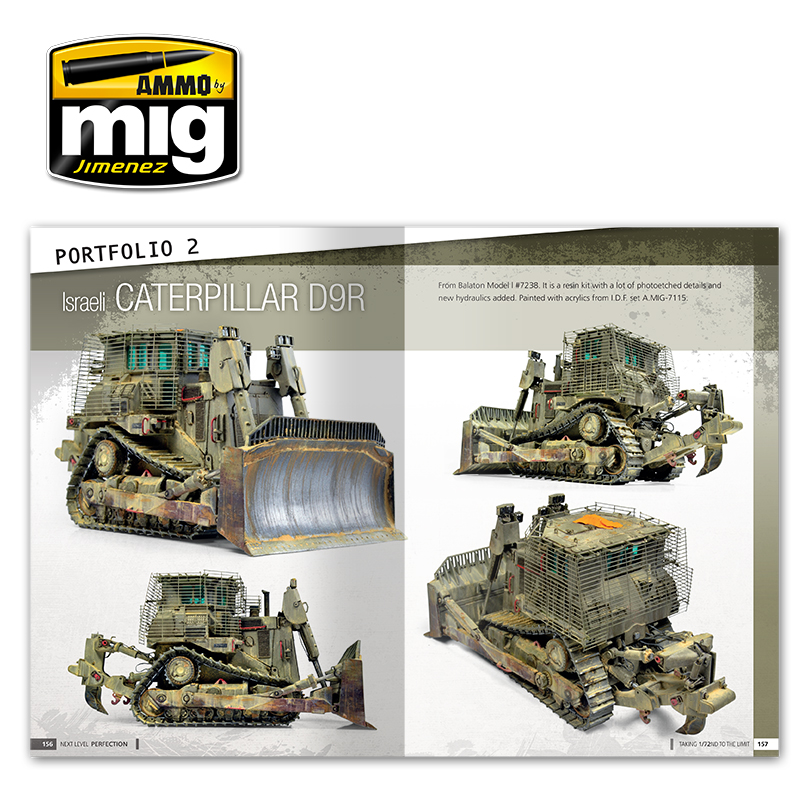 AMMO by
mig
Jimenez
PORTFOLIO 2
Israeli CATERPILLAR D9R
From Balaton Model l #7238. It is a resin kit with a lot of photoetched details and
new hydraulics added. Painted with acrylics from I.D.F. set A.MIG-7115.
156 NEXT LEVEL PERFECTION
TAKING 1/72ND TO THE LIMIT 157